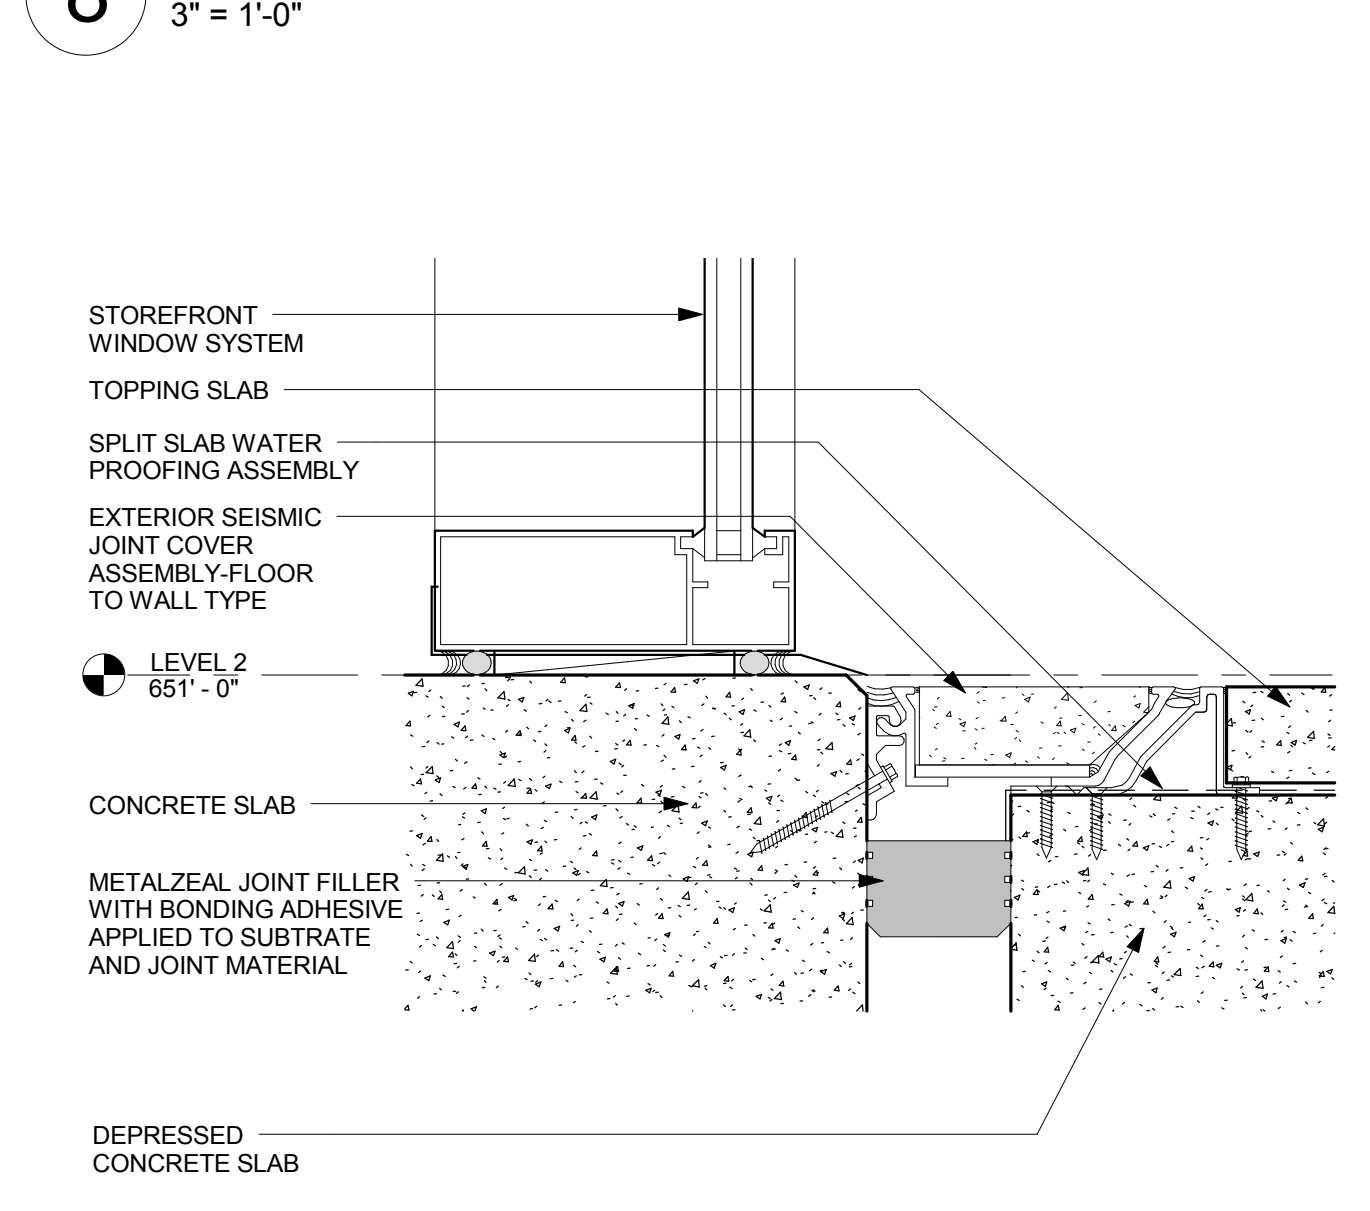 3" = 1'-0"
STOREFRONT
WINDOW SYSTEM
TOPPING SLAB
SPLIT SLAB WATER
PROOFING ASSEMBLY
EXTERIOR SEISMIC
JOINT COVER
ASSEMBLY-FLOOR
TO WALL TYPE
LEVEL 2
651' - 0"
CONCRETE SLAB
METALZEAL JOINT FILLER
WITH BONDING ADHESIVE
APPLIED TO SUBTRATE
AND JOINT MATERIAL
DEPRESSED
CONCRETE SLAB